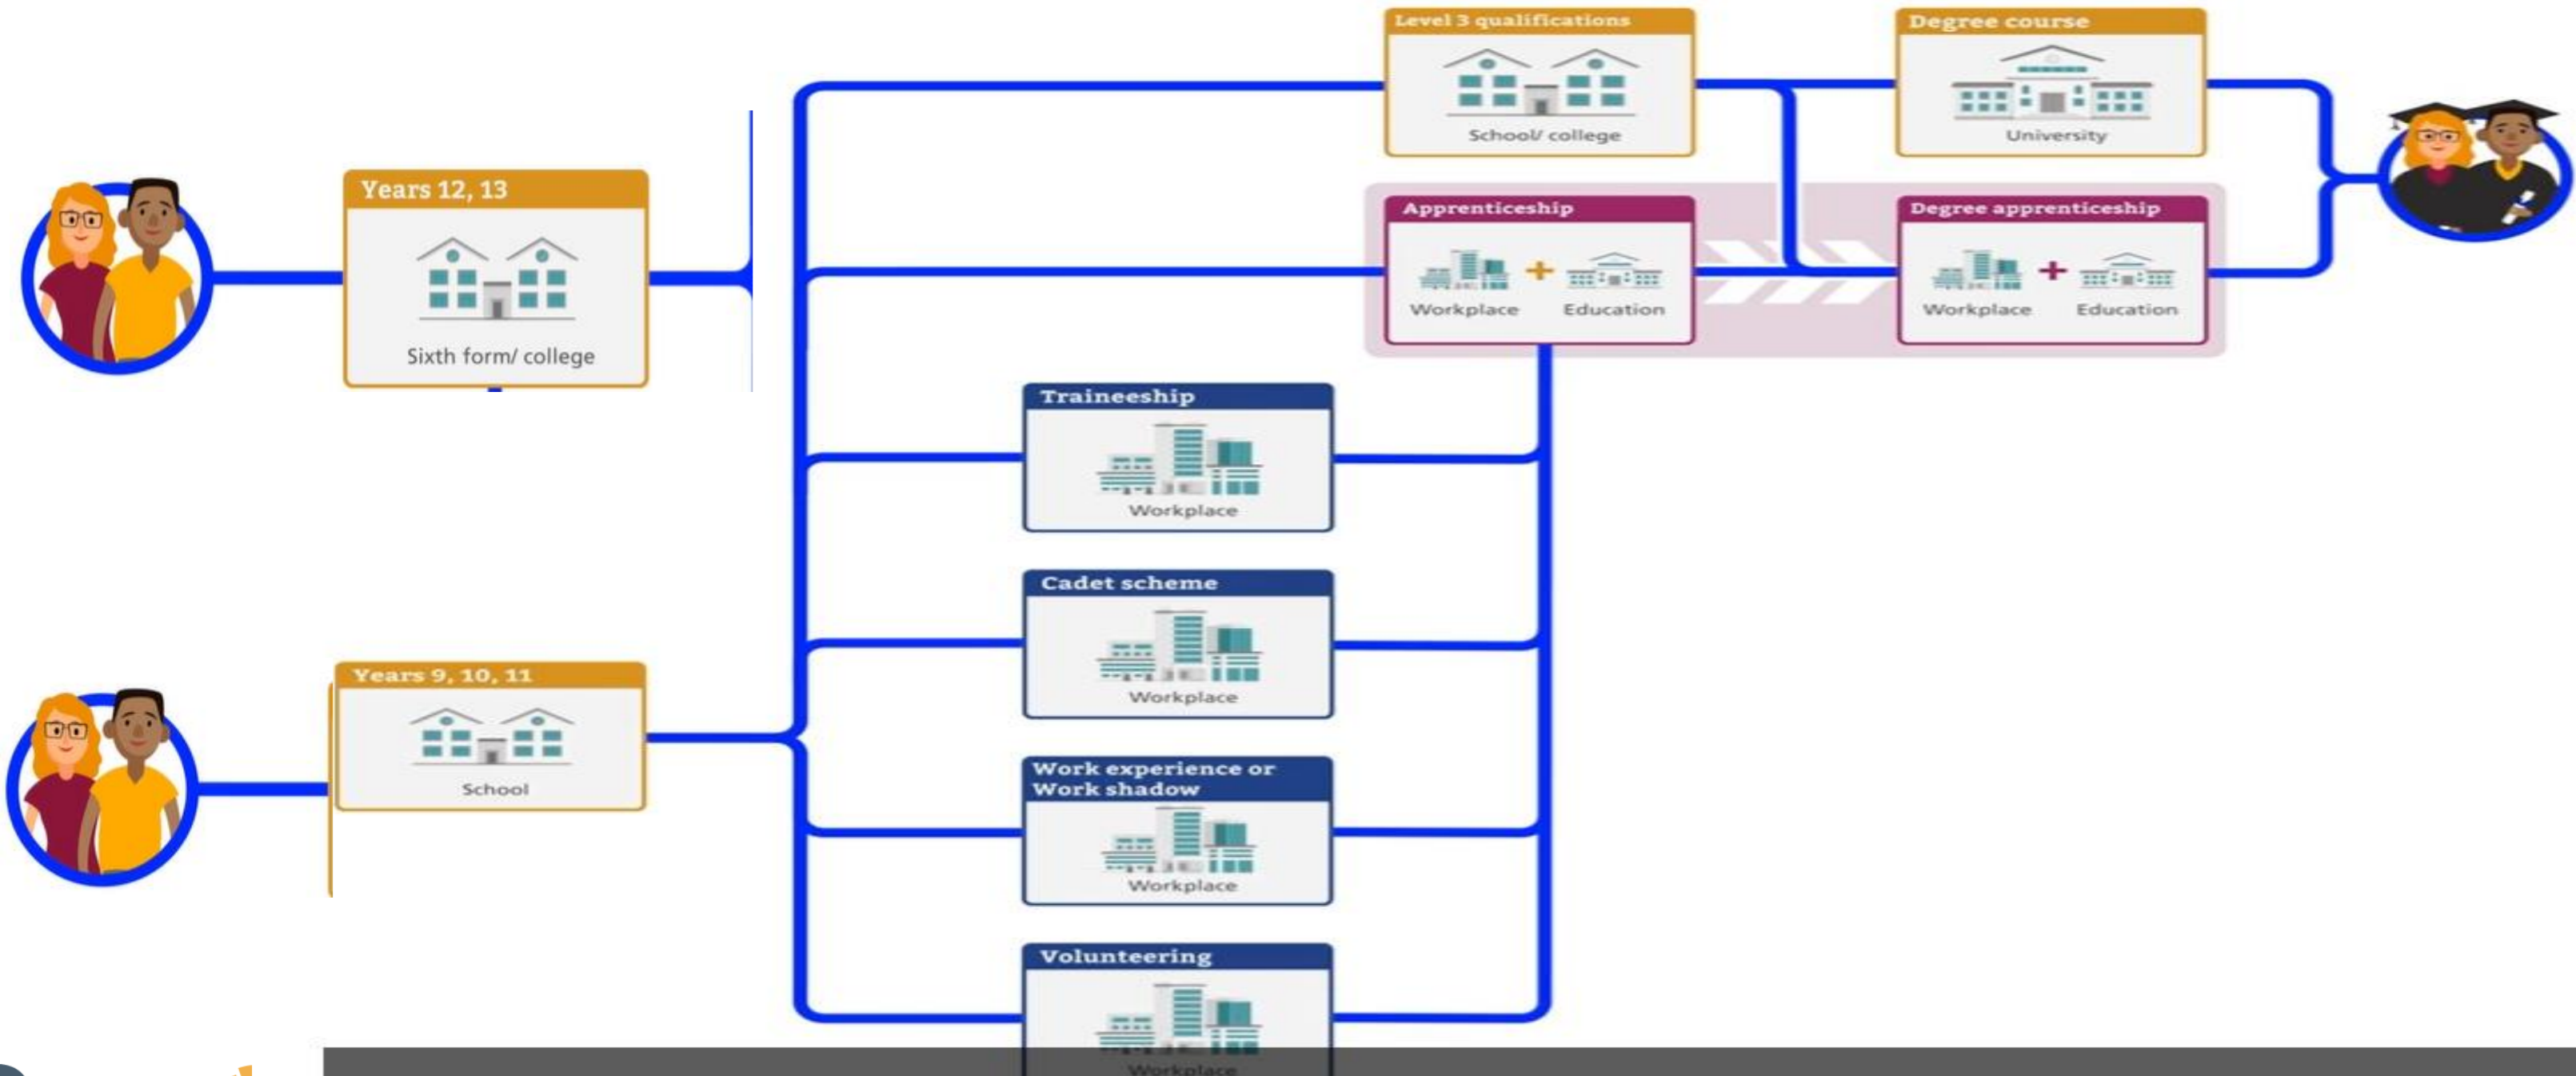 Years 12, 13
Sixth form/ college
Years 9, 10, 11
School
Level 3 qualifications
School/ college
Degree course
University
Apprenticeship
Workplace + Education
Degree apprenticeship
Workplace + Education
Traineeship
Workplace
Cadet scheme
Workplace
Work experience or
Work shadow
Workplace
Volunteering
Workplace